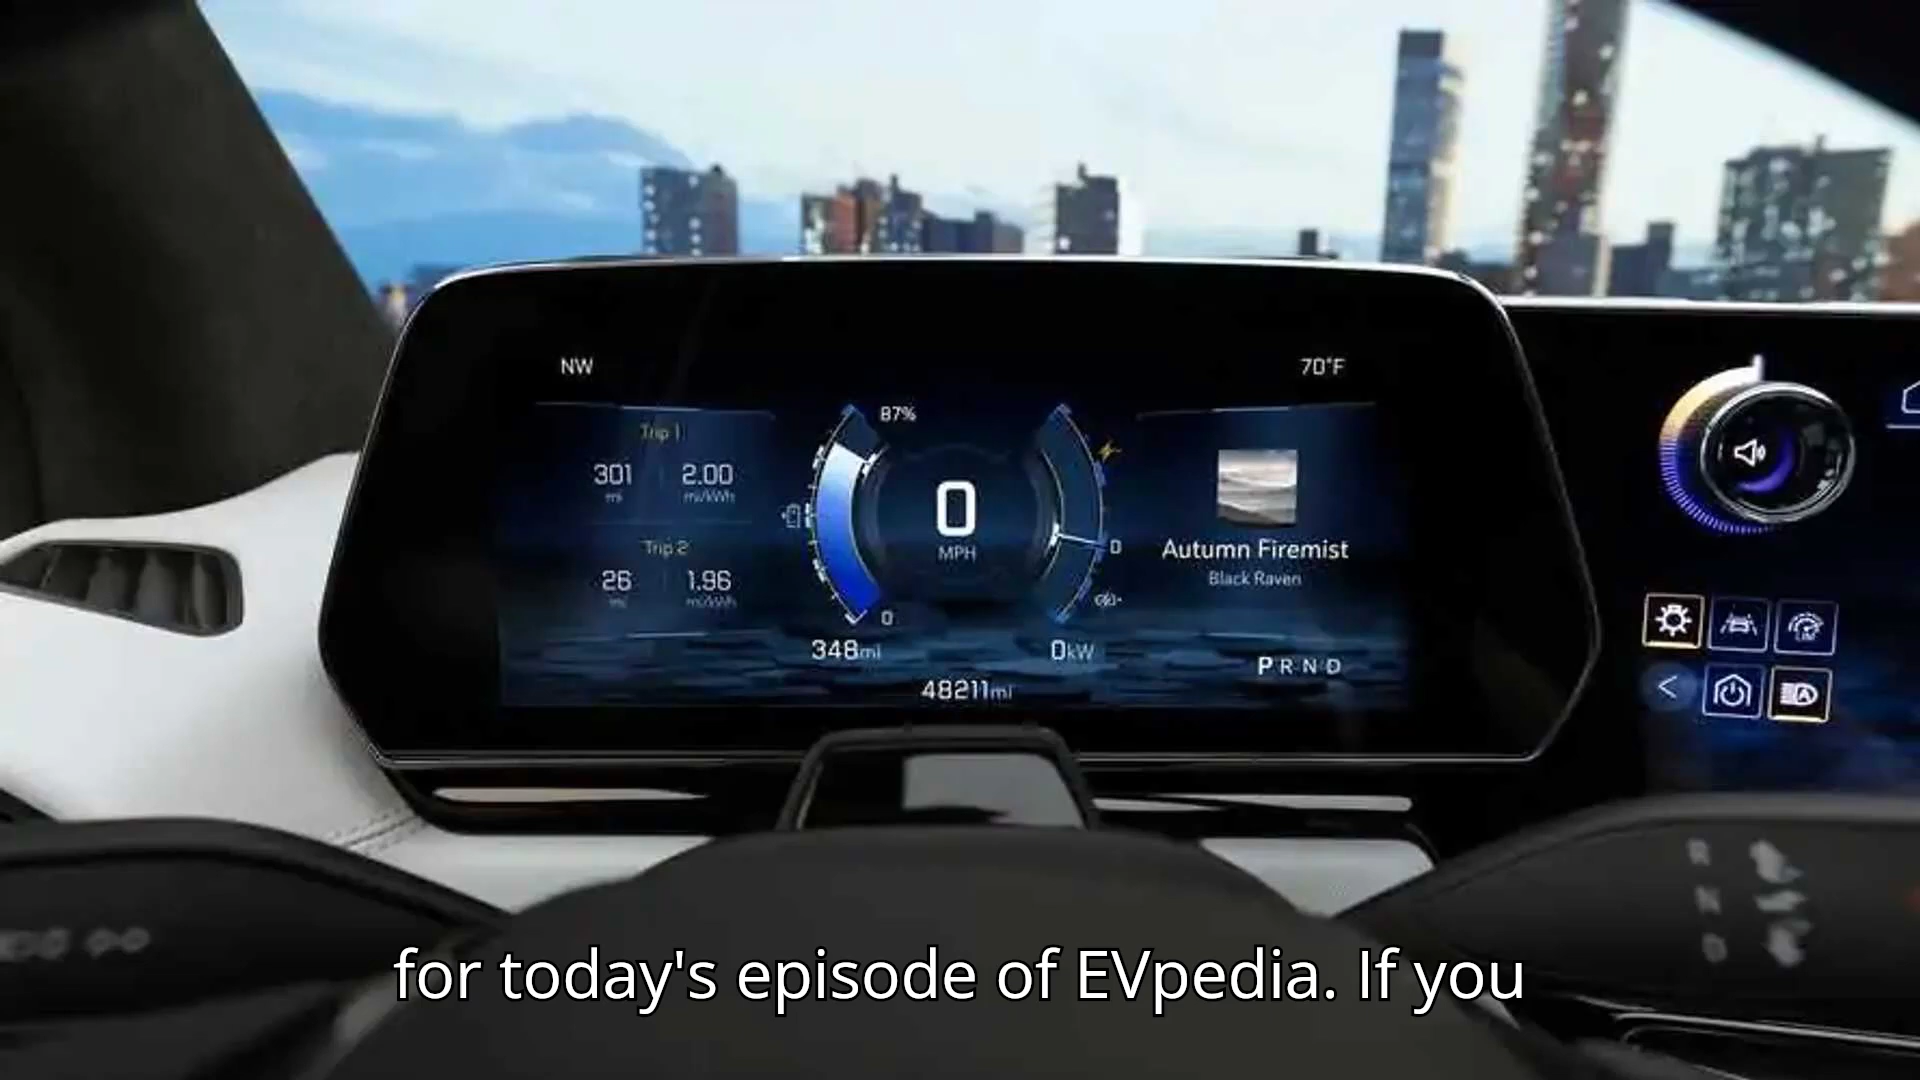 NW
70°F
87%
Trip 1
301
2.00
mi
mi/kWh
0
MPH
Trip 2
26
1.96
mi
mi/kWh
0
Autumn Firemist
Black Raven
0
348mi
0kW
PRND
48211mi
R
N
D
for today's episode of EVpedia. If you